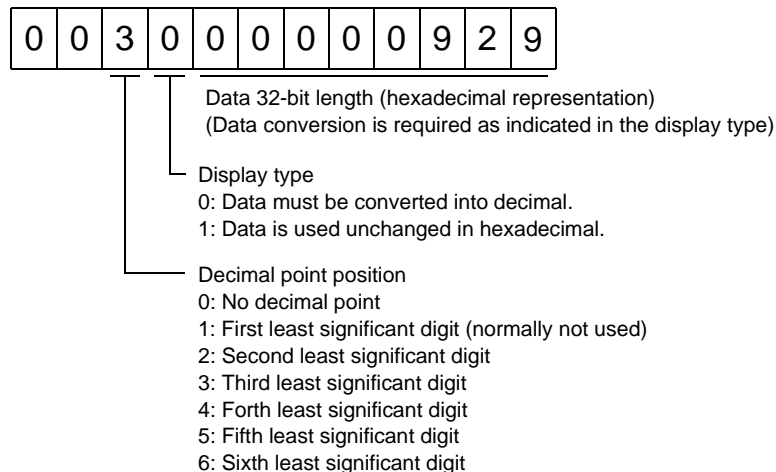 0 0 3 0 0 0 0 0 0 9 2 9
Data 32-bit length (hexadecimal representation)
(Data conversion is required as indicated in the display type)
Display type
0: Data must be converted into decimal.
1: Data is used unchanged in hexadecimal.
Decimal point position
0: No decimal point
1: First least significant digit (normally not used)
2: Second least significant digit
3: Third least significant digit
4: Forth least significant digit
5: Fifth least significant digit
6: Sixth least significant digit